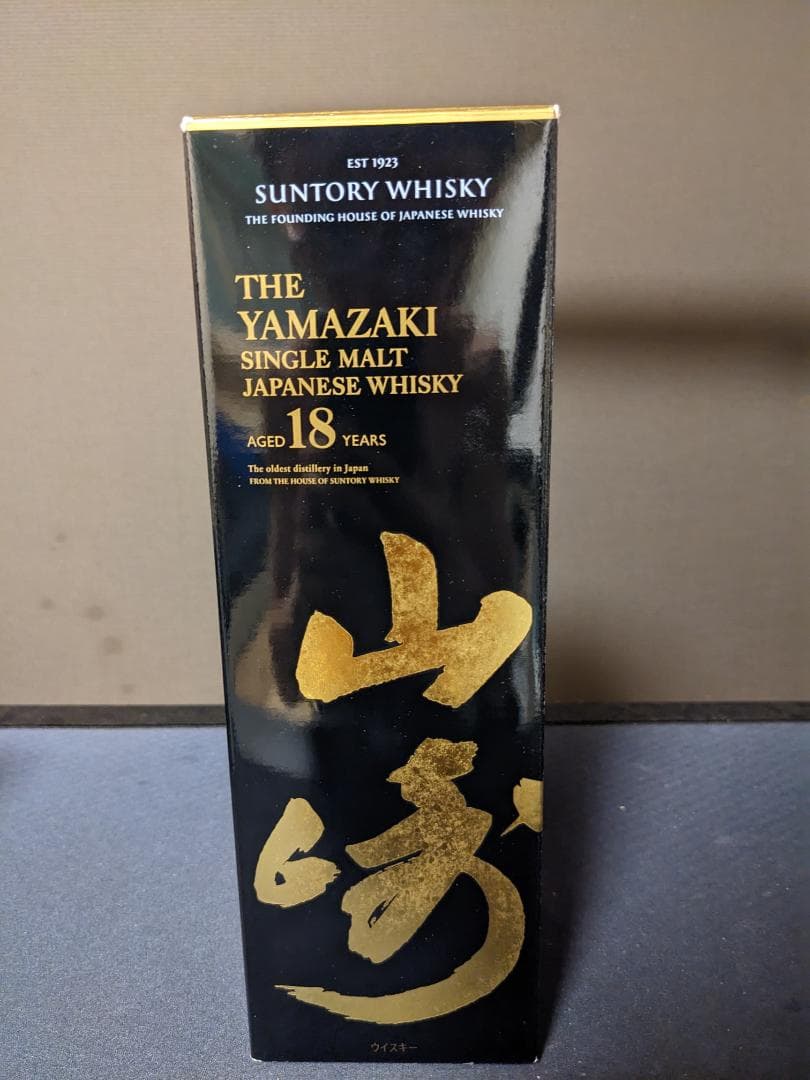 EST 1923
SUNTORY WHISKY
THE FOUNDING HOUSE OF JAPANESE WHISKY
THE
YAMAZAKI
SINGLE MALT
JAPANESE WHISKY
AGED 18 YEARS
The oldest distillery in Japan
FROM THE HOUSE OF SUNTORY WHISKY
山
崎
ウイスキー